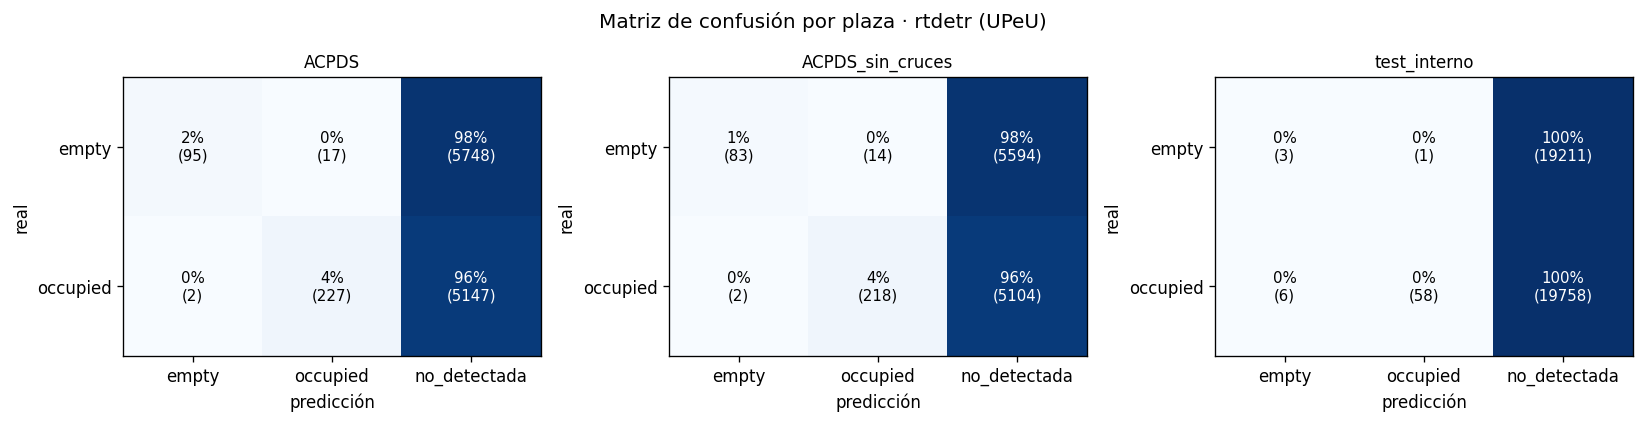 Matriz de confusión por plaza · rtdetr (UPeU)
ACPDS
real
empty
2%
(95)
0%
(17)
98%
(5748)
occupied
0%
(2)
4%
(227)
96%
(5147)
empty
occupied
no_detectada
predicción
ACPDS_sin_cruces
real
empty
1%
(83)
0%
(14)
98%
(5594)
occupied
0%
(2)
4%
(218)
96%
(5104)
empty
occupied
no_detectada
predicción
test_interno
real
empty
0%
(3)
0%
(1)
100%
(19211)
occupied
0%
(6)
0%
(58)
100%
(19758)
empty
occupied
no_detectada
predicción